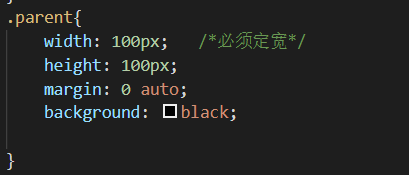 }
.parent{
width: 100px; /*必须定宽*/
height: 100px;
margin: 0 auto;
background: black;
}